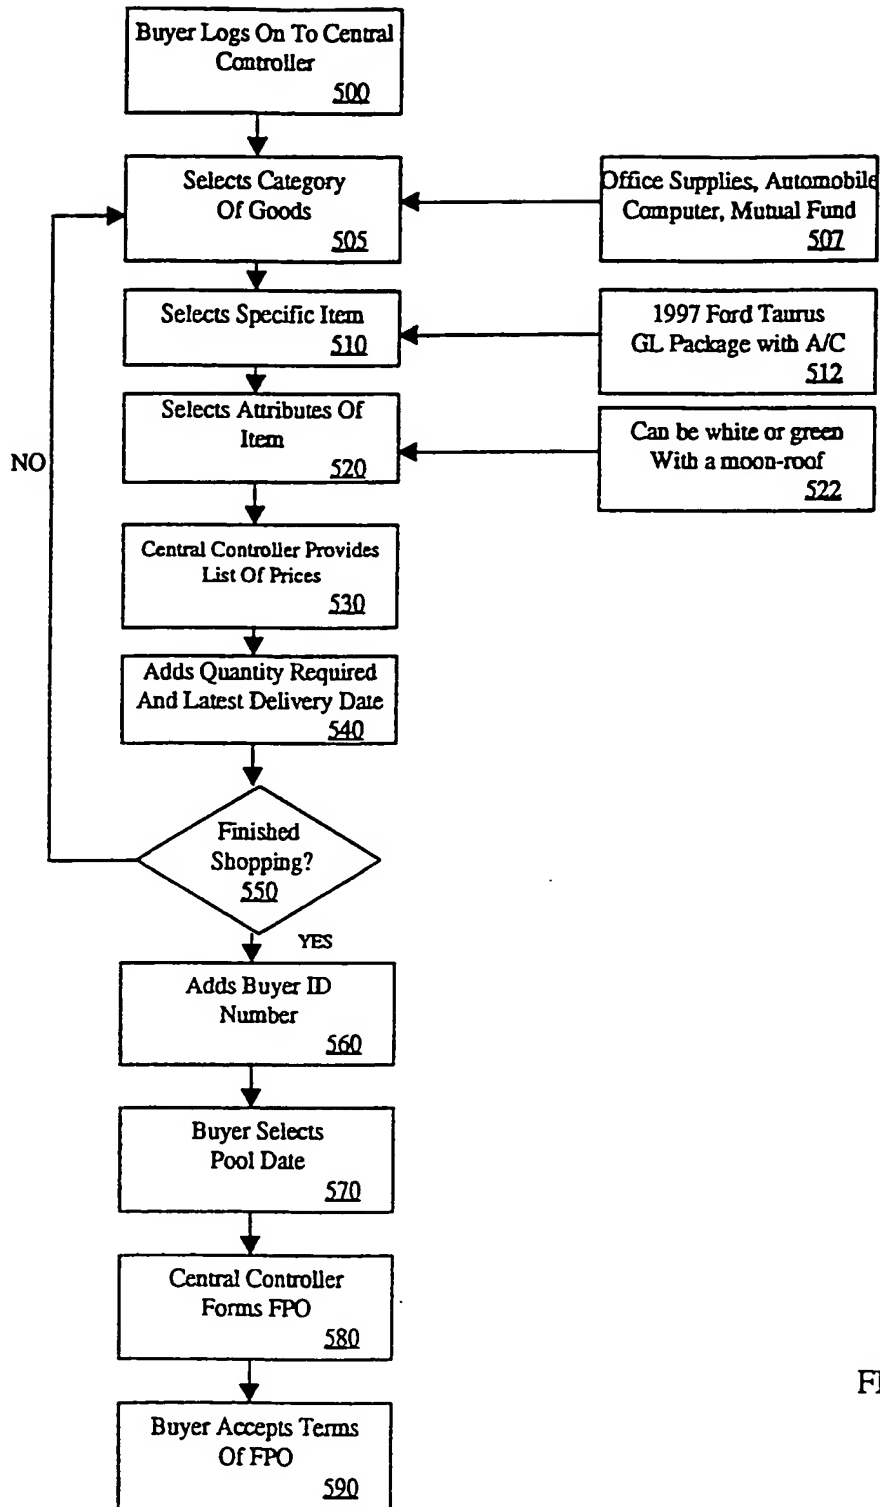 Buyer Logs On To Central
Controller
500
Selects Category
Of Goods
505
Office Supplies, Automobile
Computer, Mutual Fund
507
Selects Specific Item
510
1997 Ford Taurus
GL Package with A/C
512
Selects Attributes Of
Item
520
Can be white or green
With a moon-roof
522
NO
Central Controller Provides
List Of Prices
530
Adds Quantity Required
And Latest Delivery Date
540
Finished
Shopping?
550
YES
Adds Buyer ID
Number
560
Buyer Selects
Pool Date
570
Central Controller
Forms FPO
580
Buyer Accepts Terms
Of FPO
590